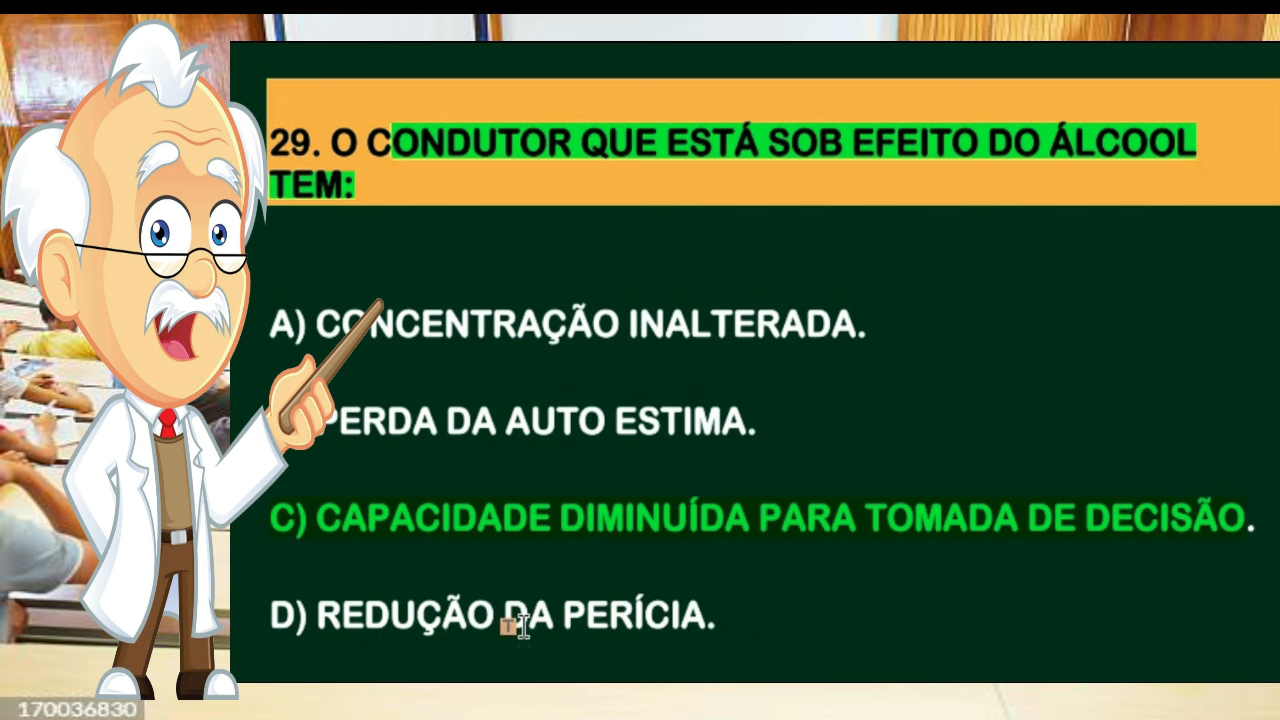 29. O CONDUTOR QUE ESTÁ SOB EFEITO DO ÁLCOOL
TEM:
A) CONCENTRAÇÃO INALTERADA.
PERDA DA AUTO ESTIMA.
C) CAPACIDADE DIMINUÍDA PARA TOMADA DE DECISÃO.
D) REDUÇÃO DA PERÍCIA.
170036830